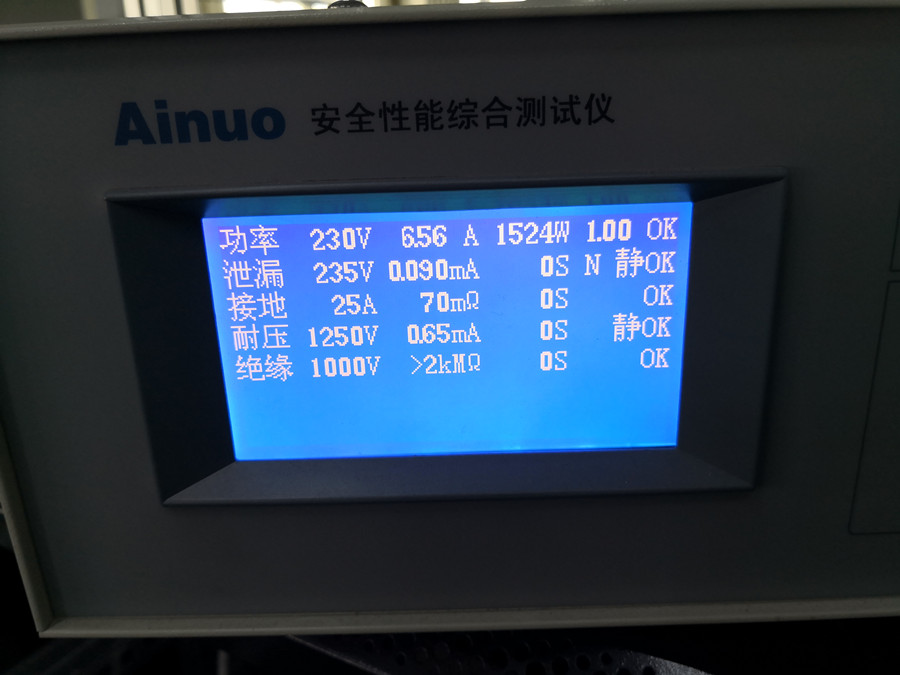 Ainuo 安全性能综合测试仪
功率 230V 6.56 A 1524W 1.00 OK
泄漏 235V 0.090mA 0S N 静OK
接地 25A 70mΩ 0S OK
耐压 1250V 0.65mA 0S 静OK
绝缘 1000V >2kMΩ 0S OK